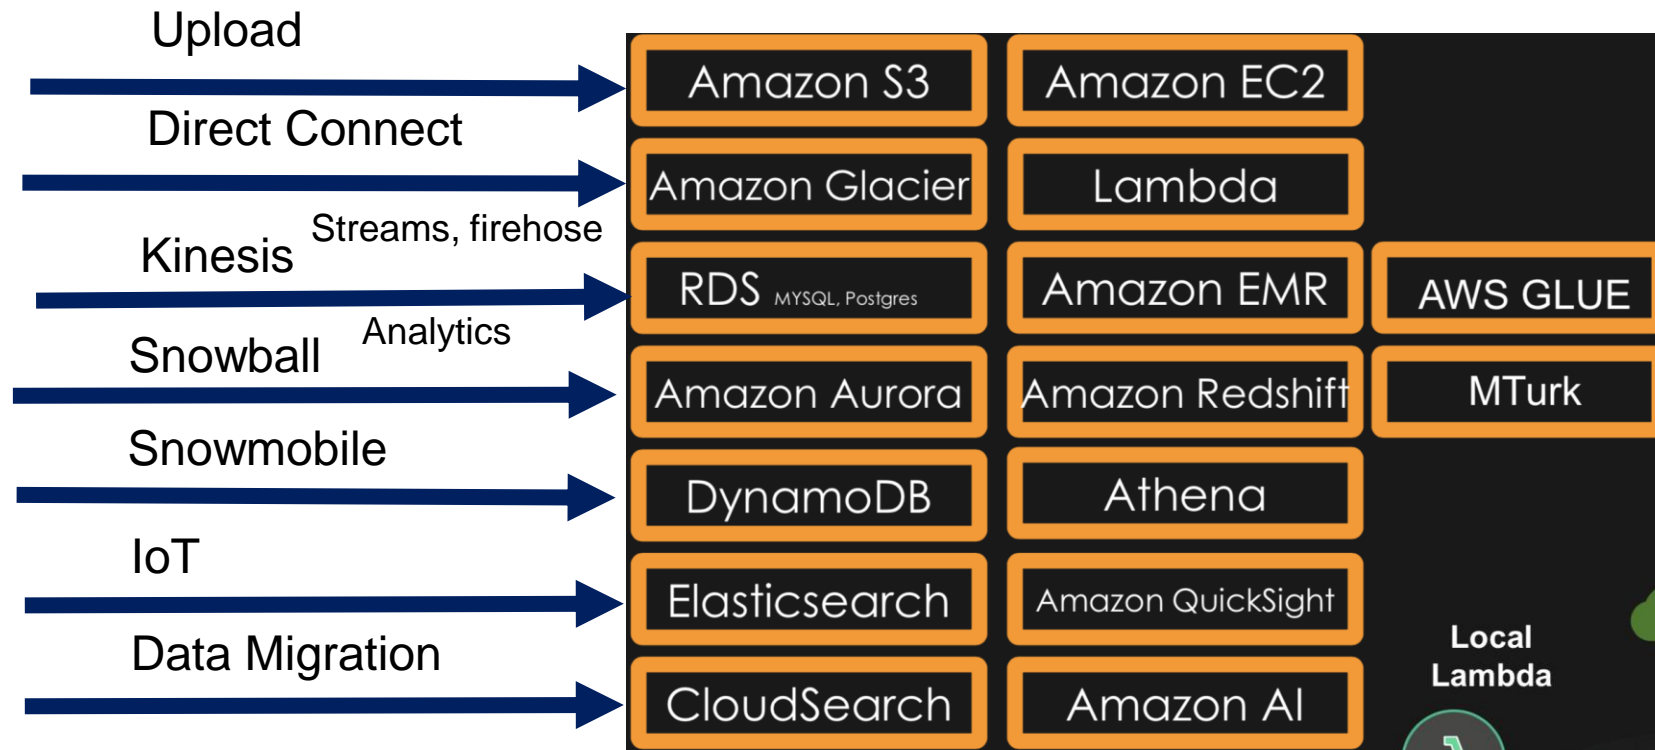 Upload
Direct Connect
Kinesis
Streams, firehose
Analytics
Snowball
Snowmobile
IoT
Data Migration
Amazon S3
Amazon EC2
Amazon Glacier
Lambda
RDS MYSQL, Postgres
Amazon EMR
AWS GLUE
Amazon Aurora
Amazon Redshift
MTurk
DynamoDB
Athena
Elasticsearch
Amazon QuickSight
CloudSearch
Amazon AI
Local
Lambda